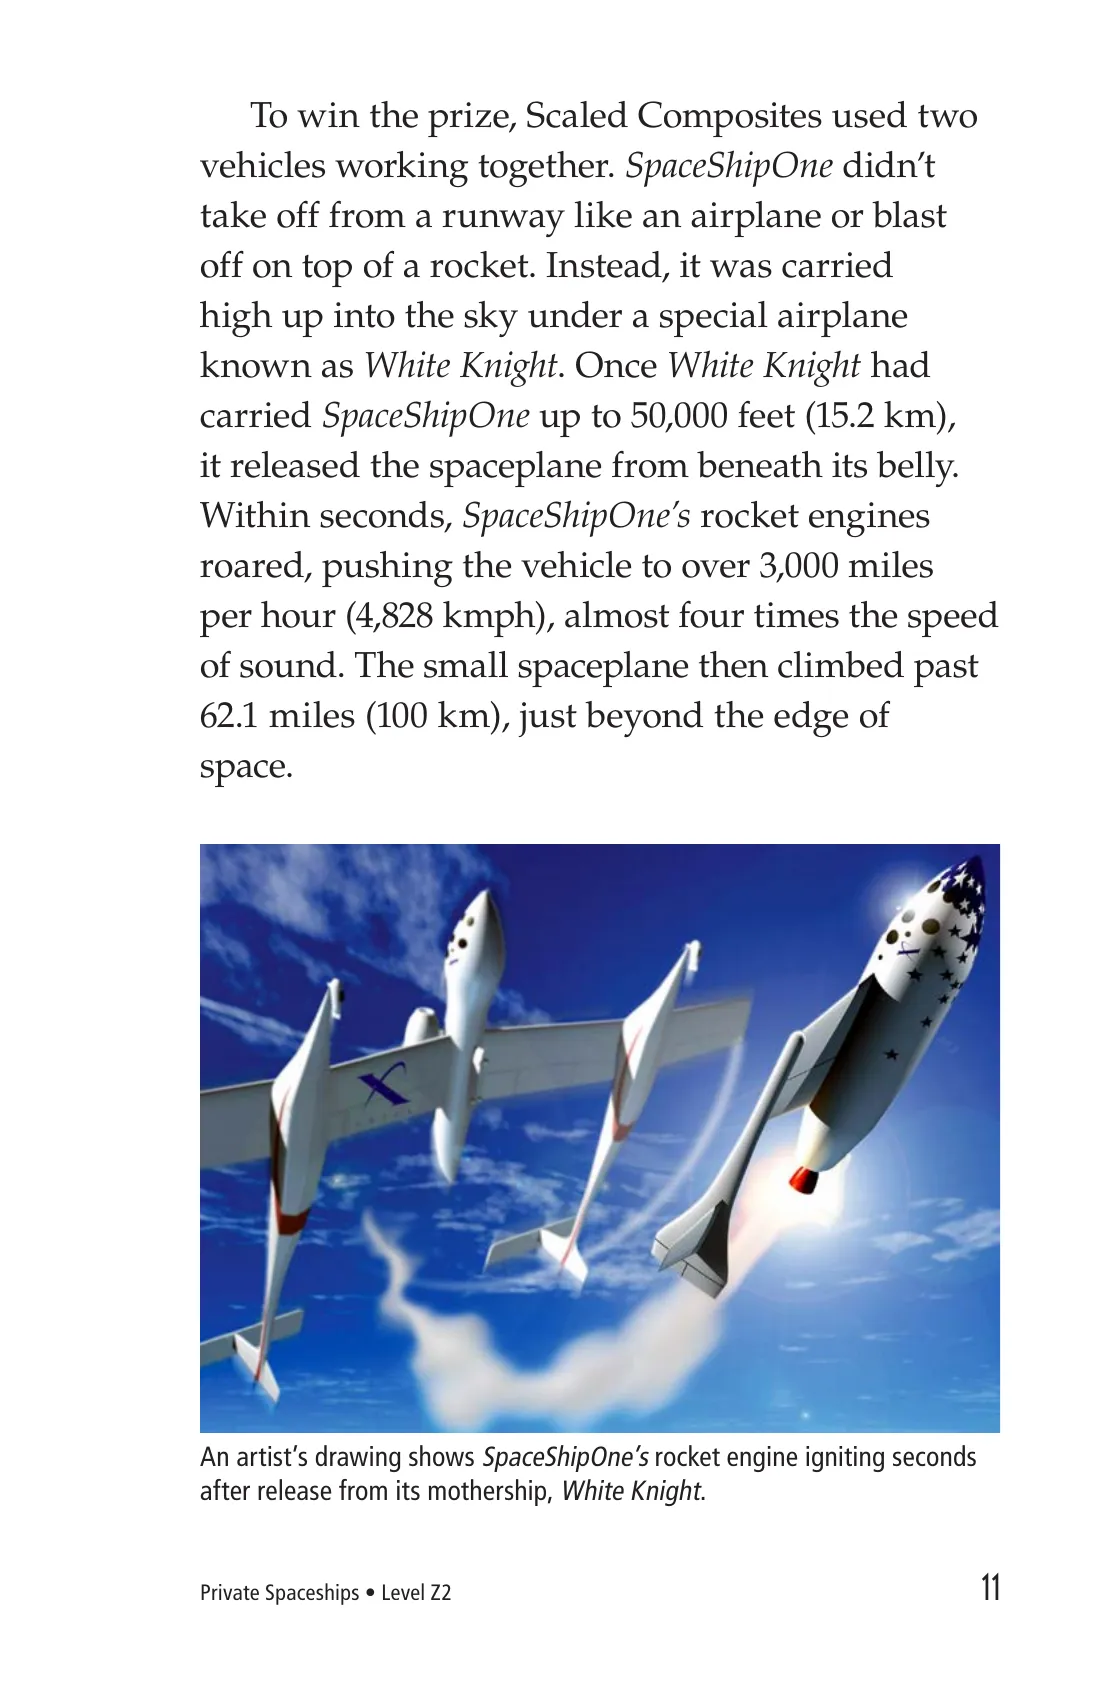 To win the prize, Scaled Composites used two
vehicles working together. SpaceShipOne didn’t
take off from a runway like an airplane or blast
off on top of a rocket. Instead, it was carried
high up into the sky under a special airplane
known as White Knight. Once White Knight had
carried SpaceShipOne up to 50,000 feet (15.2 km),
it released the spaceplane from beneath its belly.
Within seconds, SpaceShipOne’s rocket engines
roared, pushing the vehicle to over 3,000 miles
per hour (4,828 kmph), almost four times the speed
of sound. The small spaceplane then climbed past
62.1 miles (100 km), just beyond the edge of
space.
X
An artist’s drawing shows SpaceShipOne’s rocket engine igniting seconds
after release from its mothership, White Knight.
Private Spaceships • Level Z2 11